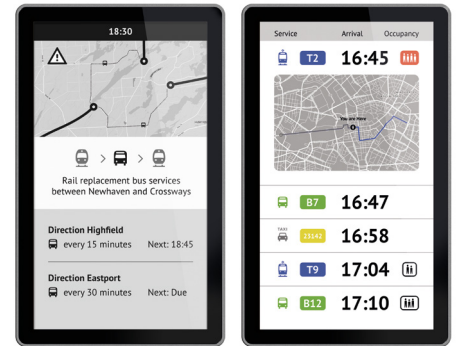 18:30
Rail replacement bus services
between Newhaven and Crossways
Direction Highfield
every 15 minutes Next: 18:45
Direction Eastport
every 30 minutes Next: Due
Service Arrival Occupancy
T2 16:45
You are Here
B7 16:47
TAXI
23142 16:58
T9 17:04
B12 17:10